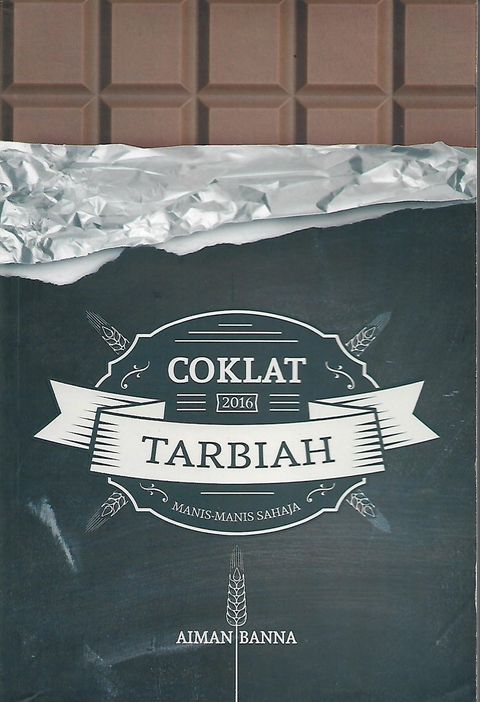 COKLAT
2016
TARBIAH
MANIS-MANIS SAHAJA
AIMAN BANNA